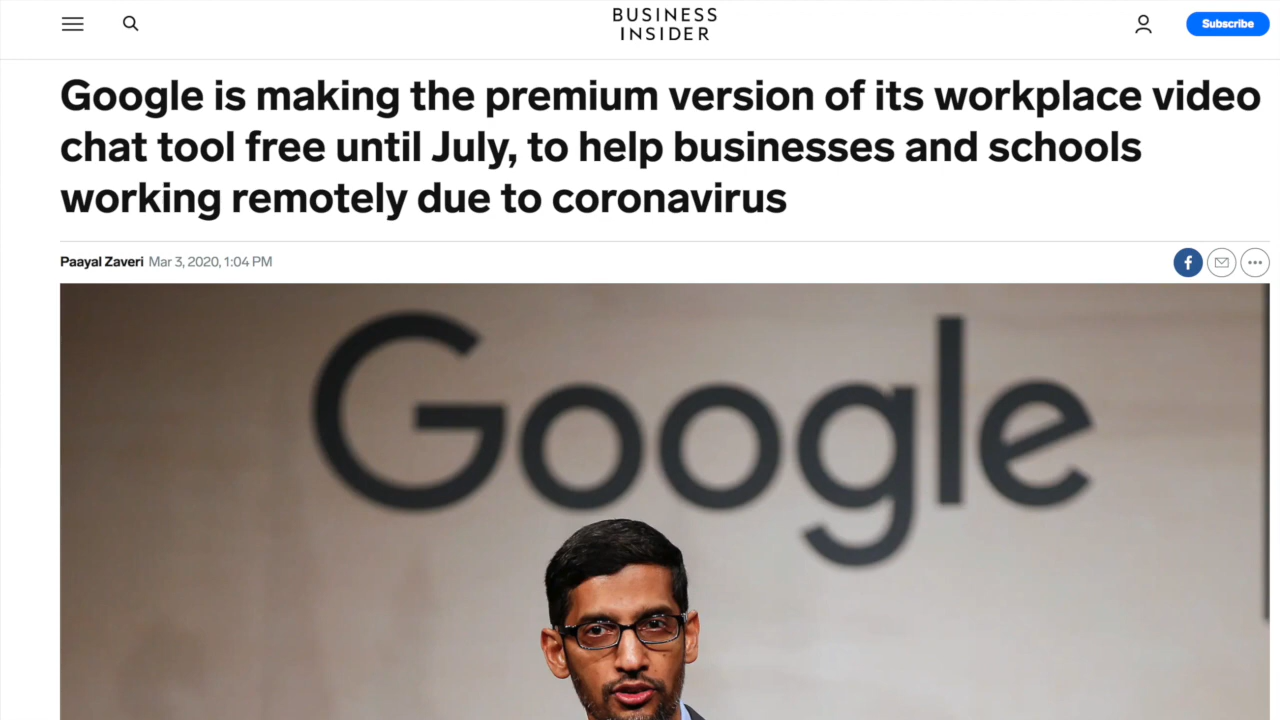 BUSINESS
INSIDER
Subscribe
Google is making the premium version of its workplace video
chat tool free until July, to help businesses and schools
working remotely due to coronavirus
Paayal Zaveri Mar 3, 2020, 1:04 PM
Google